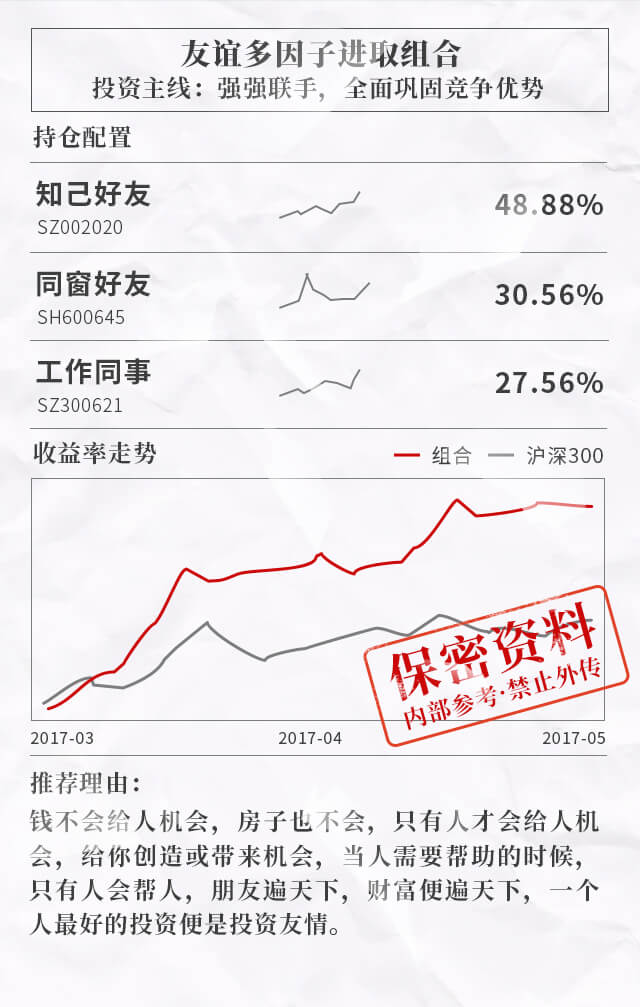 友谊多因子进取组合
投资主线：强强联手，全面巩固竞争优势
持仓配置
知己好友
SZ002020
48.88%
同窗好友
SH600645
30.56%
工作同事
SZ300621
27.56%
收益率走势
组合
沪深300
保密资料
内部参考·禁止外传
2017-03
2017-04
2017-05
推荐理由：
钱不会给人机会，房子也不会，只有人才会给人机
会，给你创造或带来机会，当人需要帮助的时候，
只有人会帮人，朋友遍天下，财富便遍天下，一个
人最好的投资便是投资友情。